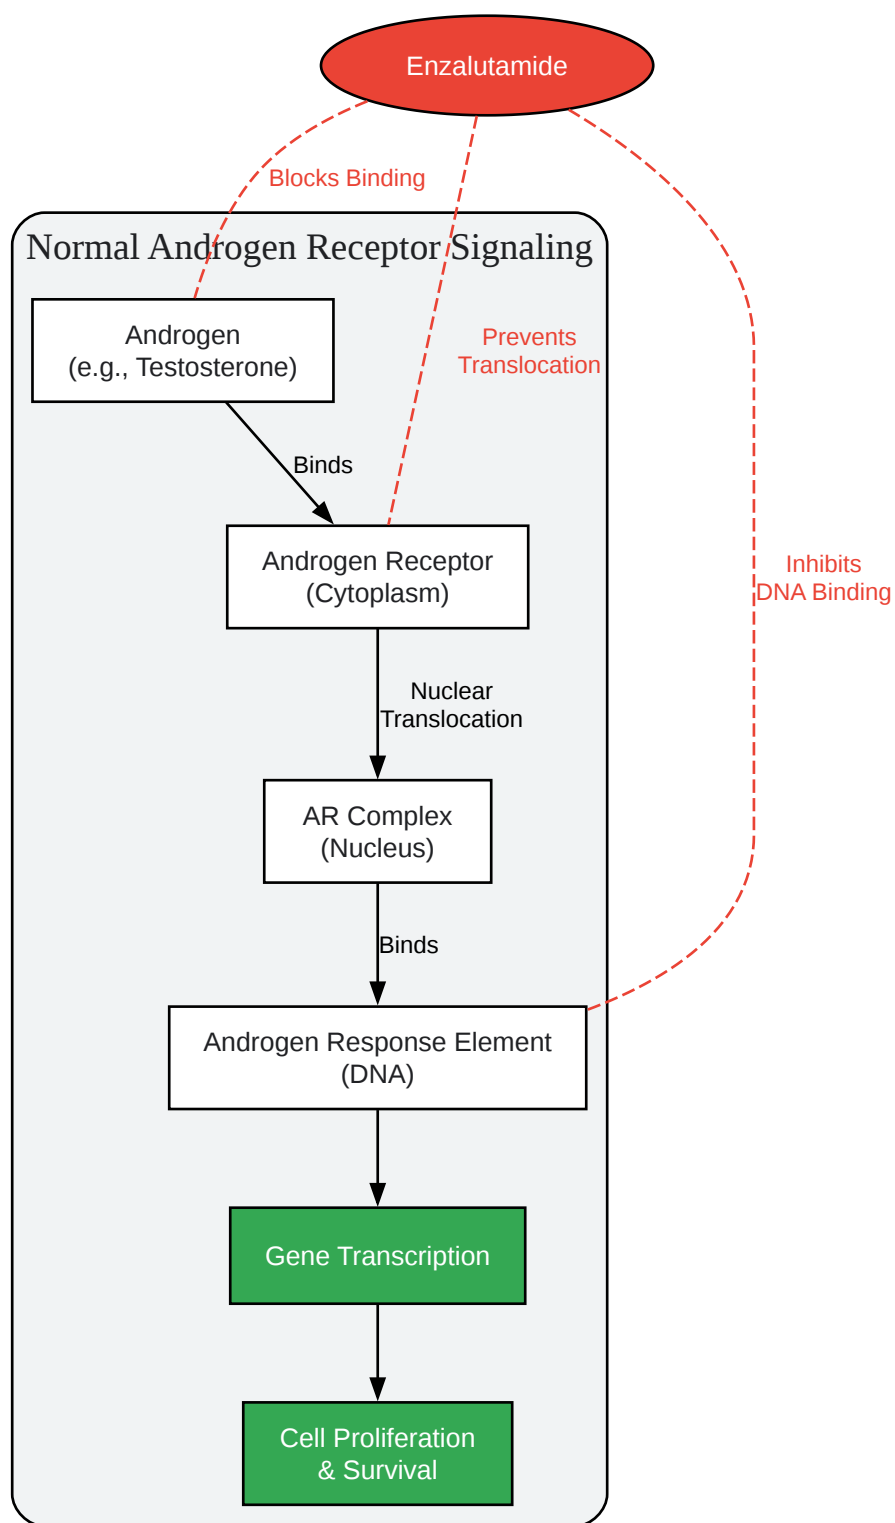 Enzalutamide
Blocks Binding
Normal Androgen Receptor Signaling
Androgen
(e.g., Testosterone)
Prevents
Translocation
Binds
Androgen Receptor
(Cytoplasm)
Inhibits
DNA Binding
Nuclear
Translocation
AR Complex
(Nucleus)
Binds
Androgen Response Element
(DNA)
Gene Transcription
Cell Proliferation
& Survival